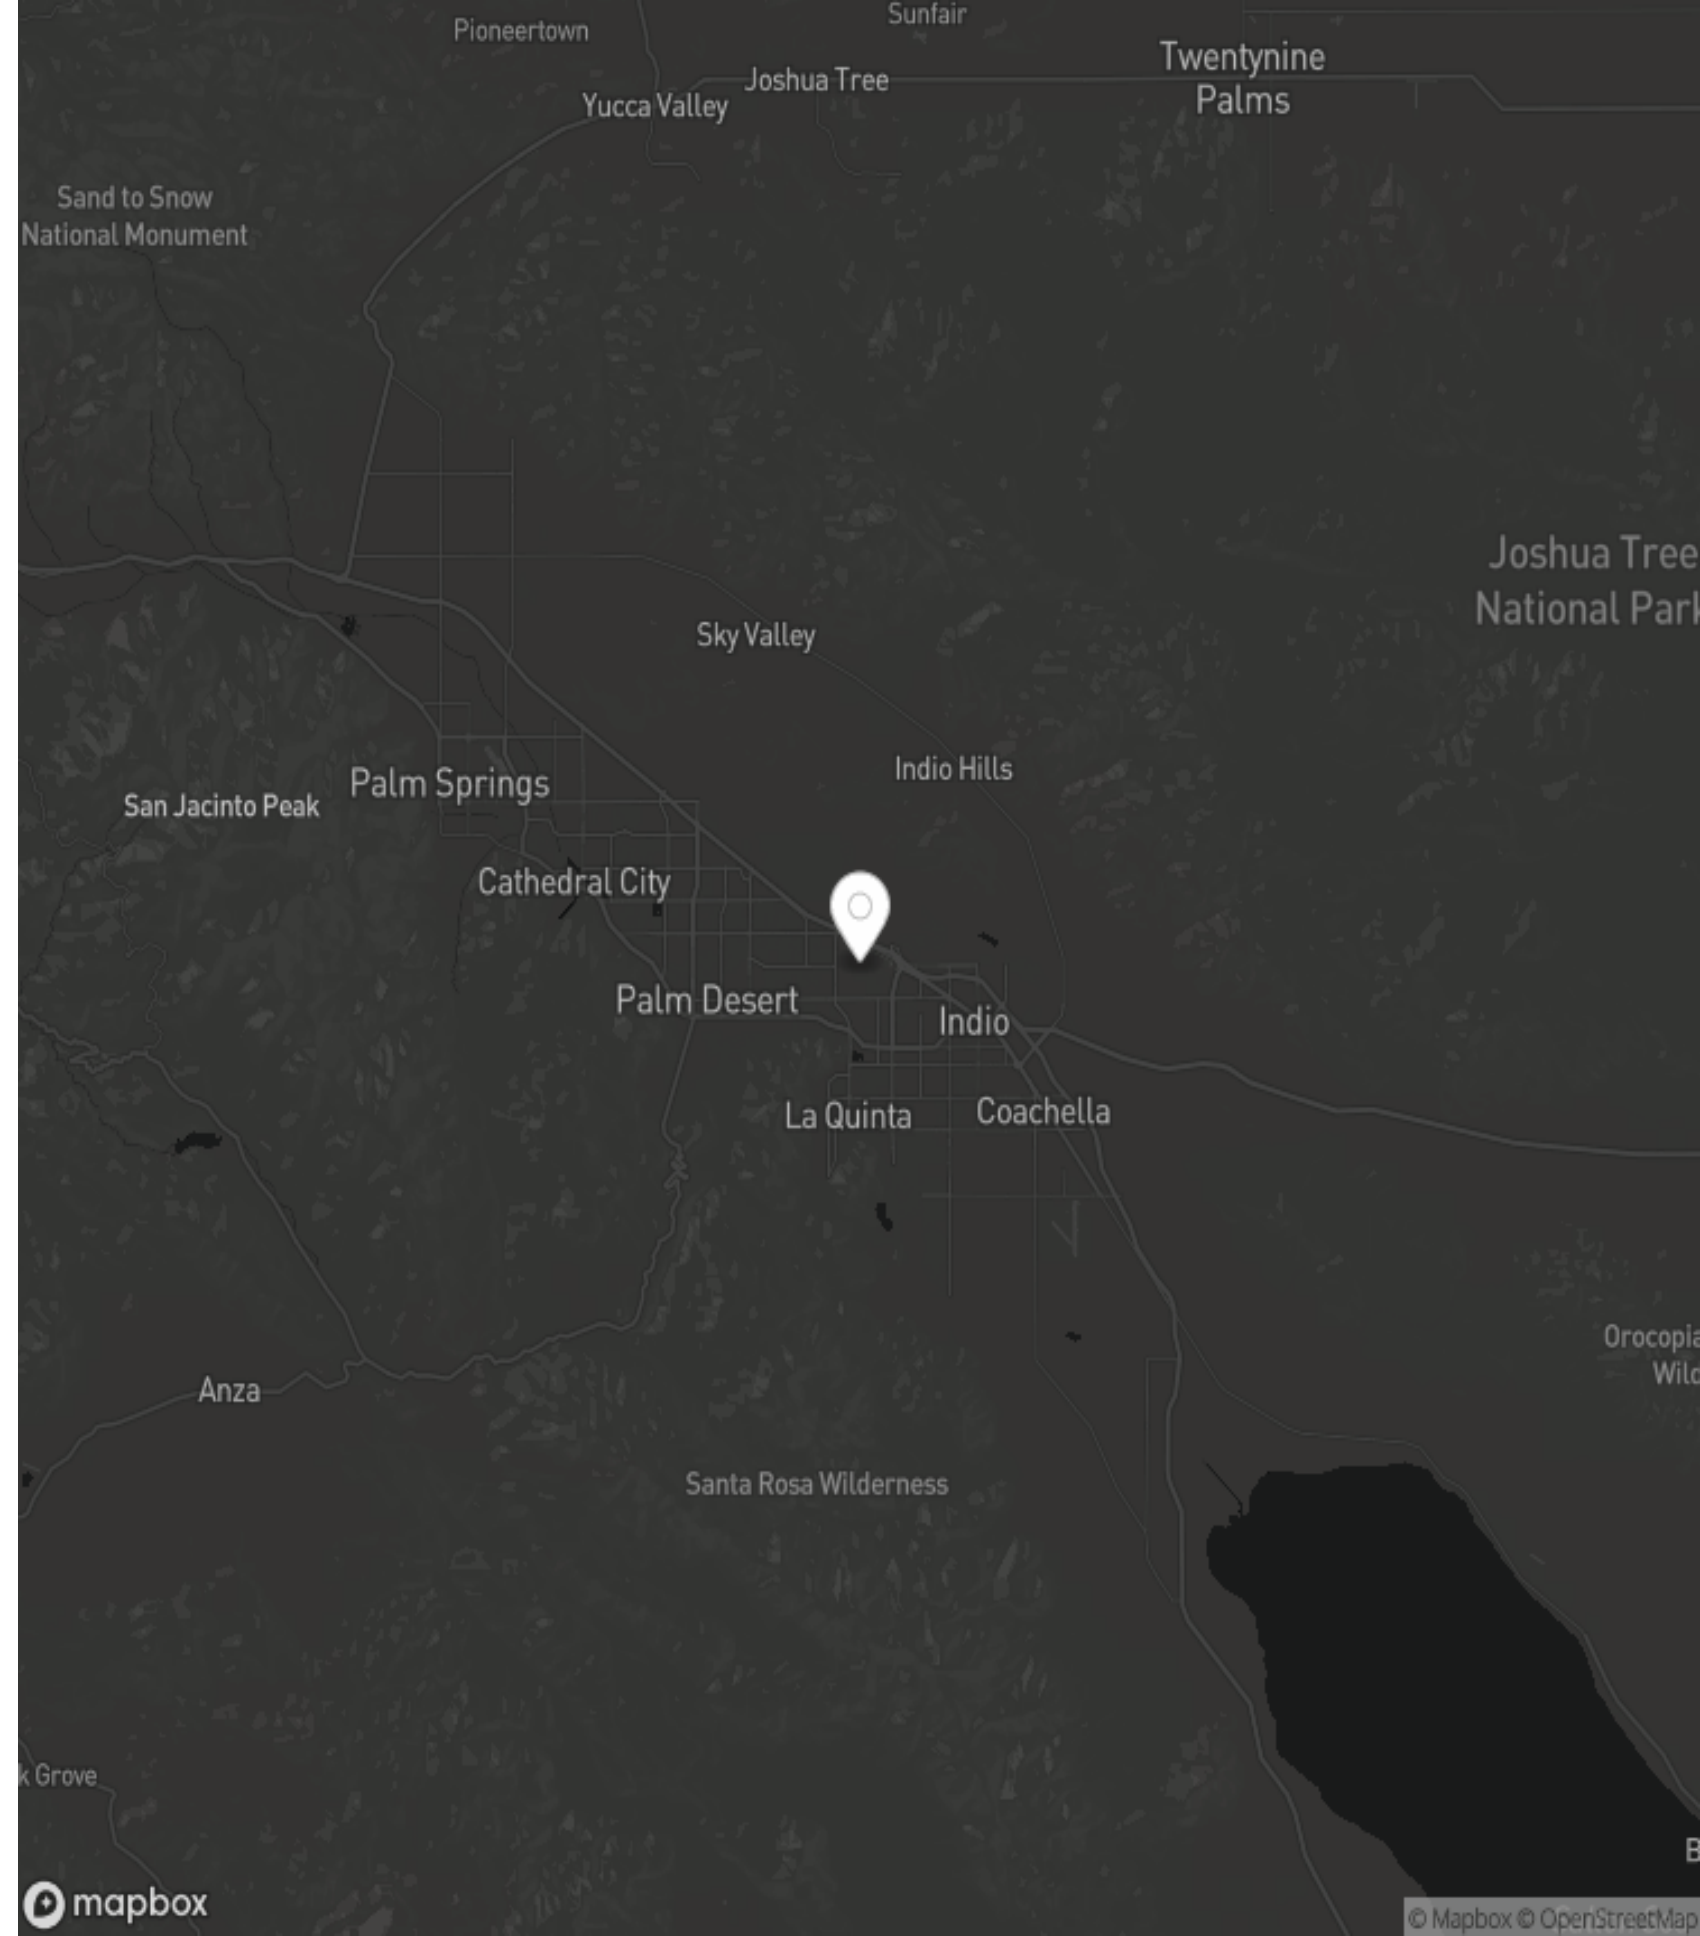 Sunfair
Pioneertown
Twentynine
Palms
Joshua Tree
Yucca Valley
Sand to Snow
National Monument
Joshua Tree
National Park
Sky Valley
Indio Hills
Palm Springs
San Jacinto Peak
Cathedral City
Palm Desert
Indio
La Quinta
Coachella
Orocopia
Wild
Anza
Santa Rosa Wilderness
k Grove
B
mapbox
© Mapbox © OpenStreetMap